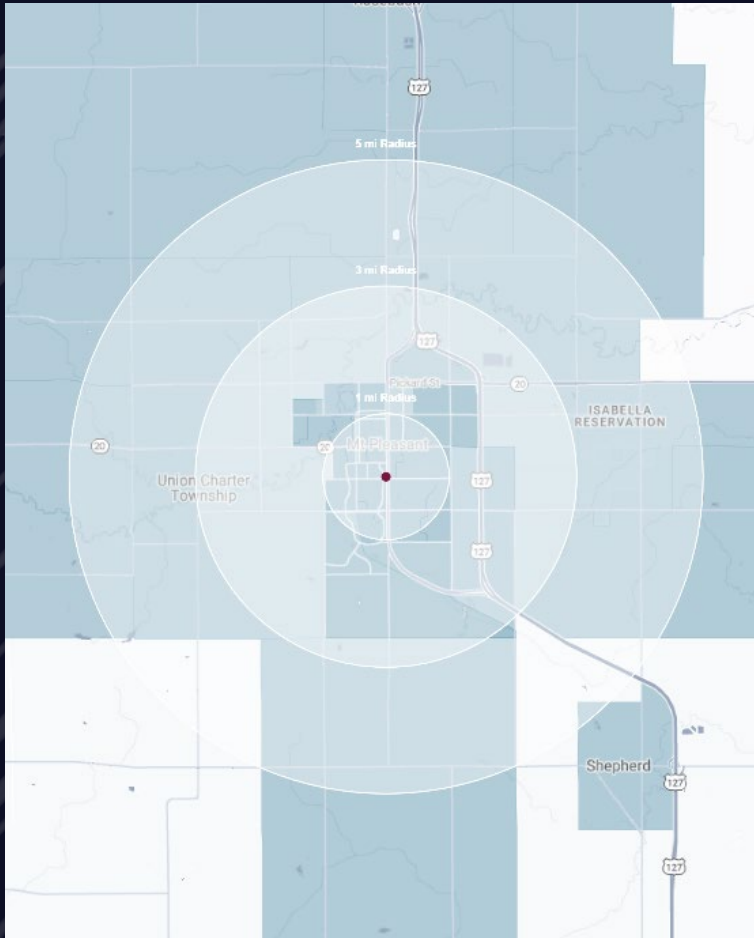 127
5 mi Radius
3 mi Radius
127
Pickard St
20
1 mi Radius
ISABELLA
RESERVATION
20
20
Mt Pleasant
Union Charter
Township
127
127
Shepherd
127
127